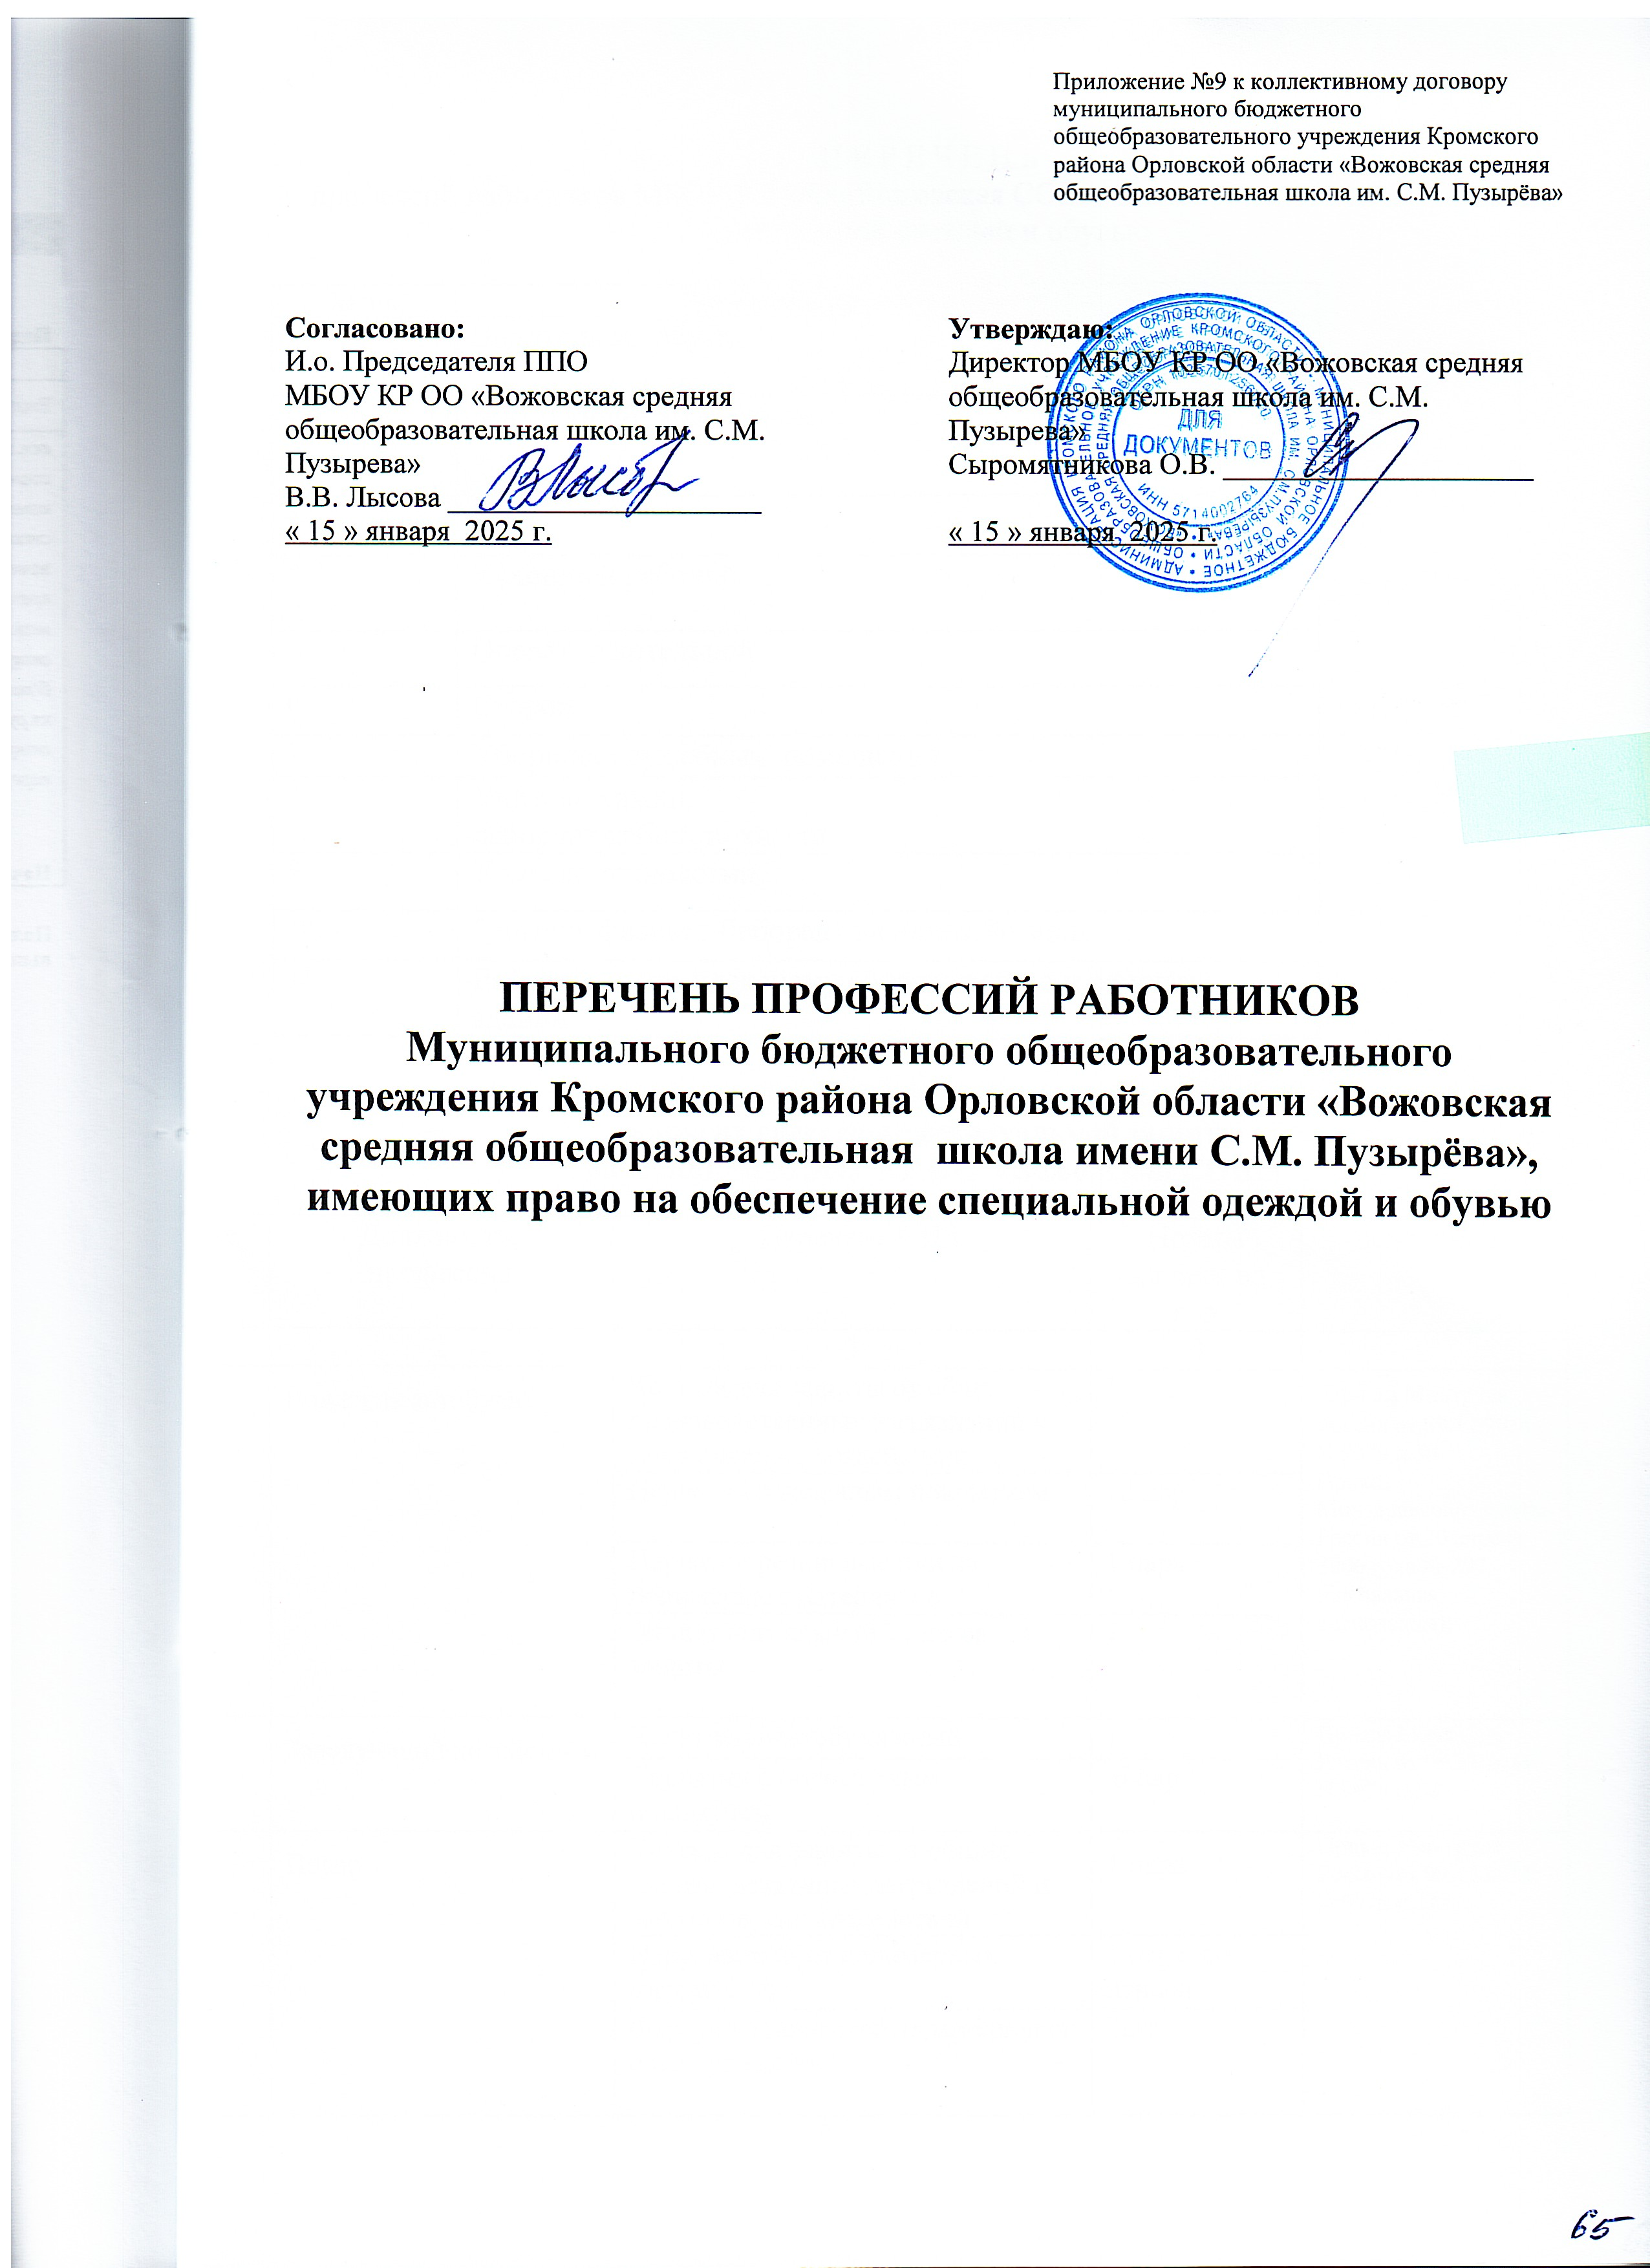 Приложение №9 к коллективному договору
муниципального бюджетного
общеобразовательного учреждения Кромского
района Орловской области «Вожовская средняя
общеобразовательная школа им. С.М. Пузырёва»
Согласовано:
И.о. Председателя ППО
МБОУ КР ОО «Вожовская средняя
общеобразовательная школа им. С.М.
Пузырева»
В.В. Лысова
« 15 » января 2025 г.
Утверждаю:
Директор МБОУ КР ОО «Вожовская средняя
общеобразовательная школа им. С.М.
Пузырева»
Сыромятникова О.В.
« 15 » января 2025 г.
ДЛЯ
ДОКУМЕНТОВ
ИНН 5714002764
ПЕРЕЧЕНЬ ПРОФЕССИЙ РАБОТНИКОВ
Муниципального бюджетного общеобразовательного
учреждения Кромского района Орловской области «Вожовская
средняя общеобразовательная школа имени С.М. Пузырёва»,
имеющих право на обеспечение специальной одеждой и обувью
65